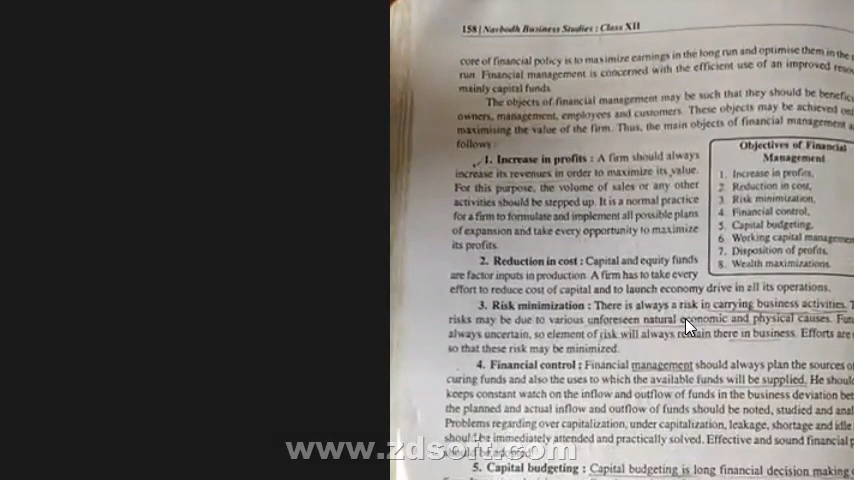 158 | Navbodh Business Studies : Class XII
core of financial policy is to maximize earnings in the long run and optimise them in the
run. Financial management is concerned with the efficient use of an improved
mainly capital funds.
The objects of financial management may be such that they should be
owners, management, employees and customers. These objects may be achieved
maximising the value of the firm. Thus, the main objects of financial management
follows
1. Increase in profits : A firm should always
increase its revenues in order to maximize its value.
For this purpose, the volume of sales or any other
activities should be stepped up. It is a normal practice
for a firm to formulate and implement all possible plans
of expansion and take every opportunity to maximize
its profits.
Objectives of Financial
Management
1. Increase in profits,
2. Reduction in cost,
3. Risk minimization,
4. Financial control,
5. Capital budgeting,
6. Working capital
7. Disposition of profits,
8. Wealth maximizations.
2. Reduction in cost : Capital and equity funds
are factor inputs in production. A firm has to take every
effort to reduce cost of capital and to launch economy drive in all its operations.
3. Risk minimization : There is always a risk in carrying business activities.
risks may be due to various unforeseen natural economic and physical causes.
always uncertain, so element of risk will always remain there in business. Efforts are
so that these risk may be minimized.
4. Financial control : Financial management should always plan the sources of
curing funds and also the uses to which the available funds will be supplied. He
keeps constant watch on the inflow and outflow of funds in the business deviation
the planned and actual inflow and outflow of funds should be noted, studied and
Problems regarding over capitalization, under capitalization, leakage, shortage and idle
should be immediately attended and practically solved. Effective and sound financial
should be adopted.
www.zdsoft.com
5. Capital budgeting : Capital budgeting is long financial decision making